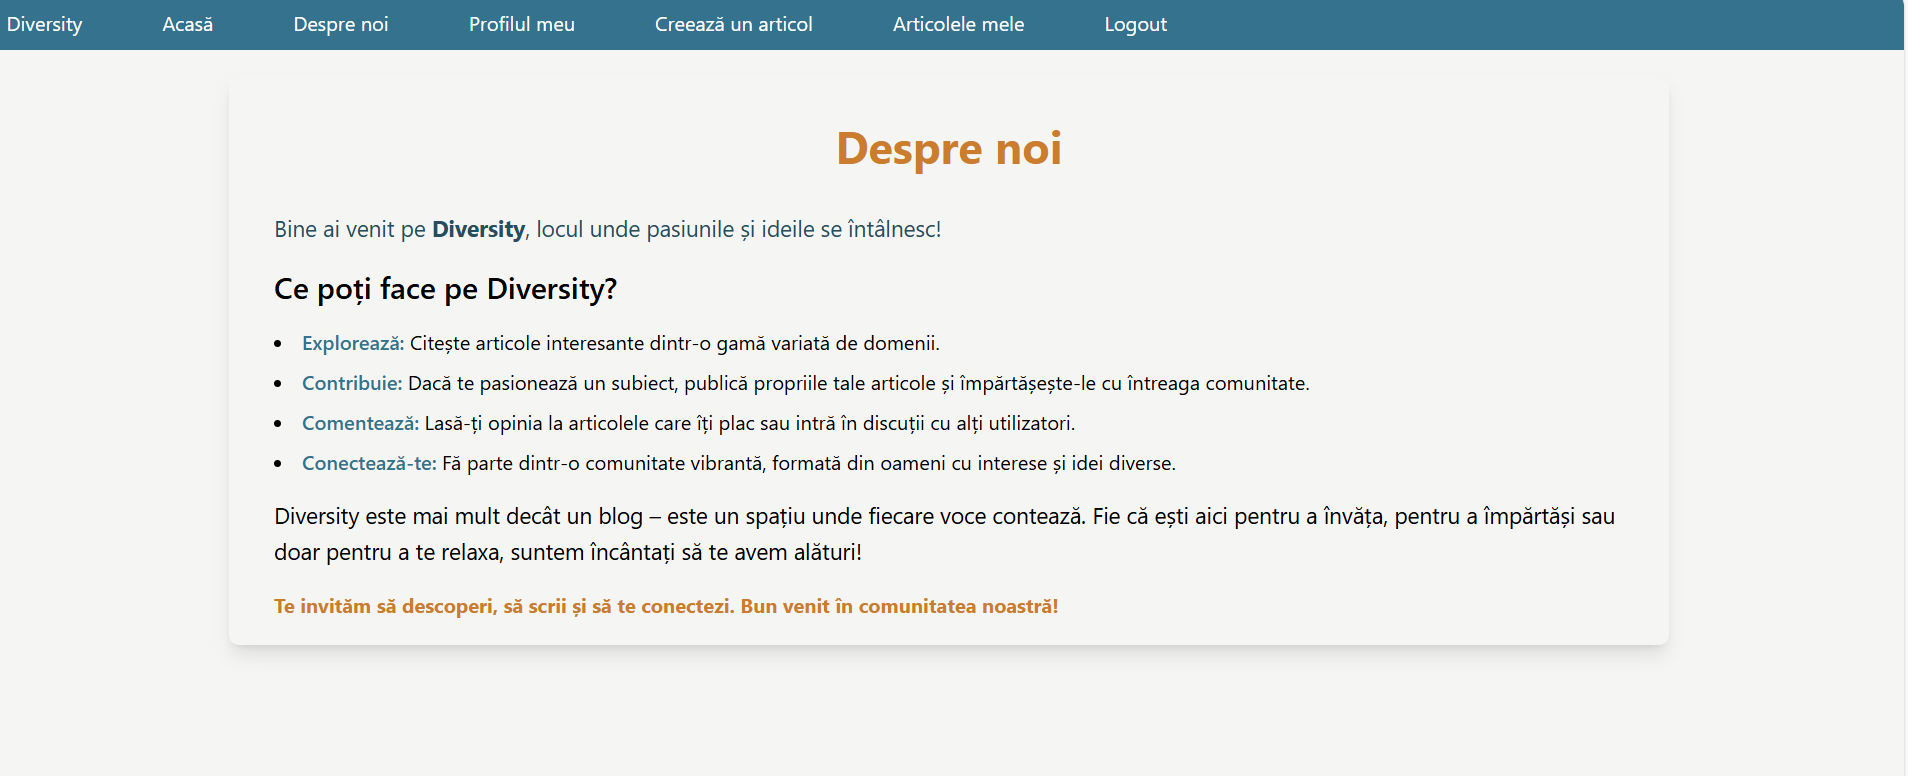 Diversity Acasă Despre noi Profilul meu Creează un articol Articolele mele Logout
Despre noi
Bine ai venit pe Diversity, locul unde pasiunile și ideile se întâlnesc!
Ce poți face pe Diversity?
Explorează: Citește articole interesante dintr-o gamă variată de domenii.
Contribuie: Dacă te pasionează un subiect, publică propriile tale articole și împărtășește-le cu întreaga comunitate.
Comentează: Lasă-ți opinia la articolele care îți plac sau intră în discuții cu alți utilizatori.
Conectează-te: Fă parte dintr-o comunitate vibrantă, formată din oameni cu interese și idei diverse.
Diversity este mai mult decât un blog – este un spațiu unde fiecare voce contează. Fie că ești aici pentru a învăța, pentru a împărtăși sau
doar pentru a te relaxa, suntem încântați să te avem alături!
Te invităm să descoperi, să scrii și să te conectezi. Bun venit în comunitatea noastră!